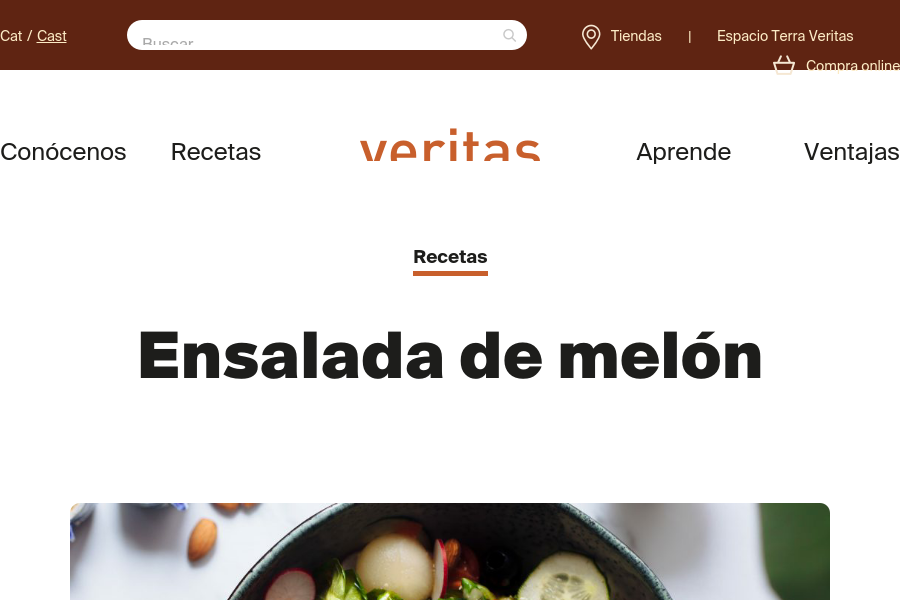 Cat / Cast
Buscar
Tiendas | Espacio Terra Veritas
Compra online
Conócenos Recetas veritas Aprende Ventajas
Recetas
Ensalada de melón